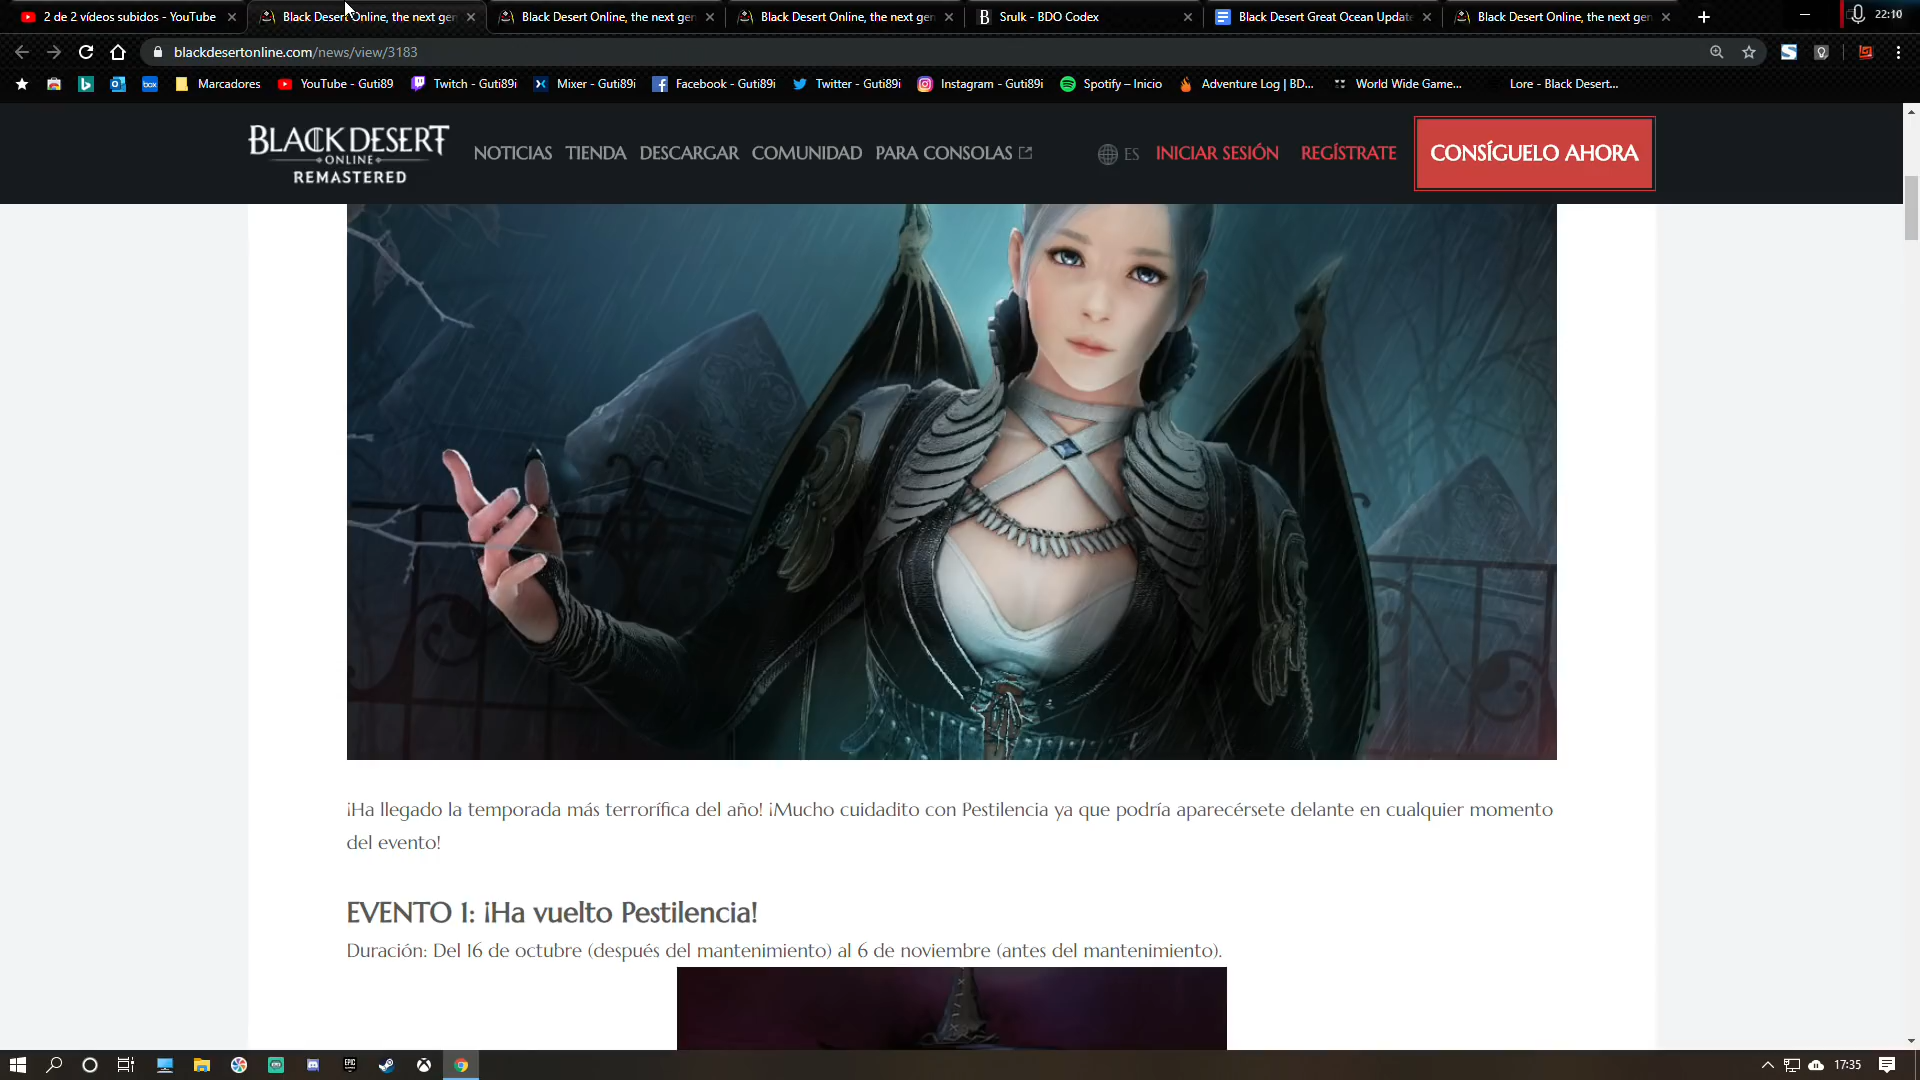 2 de 2 vídeos subidos - YouTube
Black Desert Online, the next gen
Black Desert Online, the next gen
Black Desert Online, the next gen
Srulk - BDO Codex
Black Desert Great Ocean Update
Black Desert Online, the next gen
22:10
blackdesertonline.com/news/view/3183
Marcadores
YouTube - Guti89
Twitch - Guti89i
Mixer - Guti89i
Facebook - Guti89i
Twitter - Guti89i
Instagram - Guti89i
Spotify – Inicio
Adventure Log | BD...
World Wide Game...
Lore - Black Desert...
BLACK DESERT
ONLINE
REMASTERED
NOTICIAS
TIENDA
DESCARGAR
COMUNIDAD
PARA CONSOLAS
ES
INICIAR SESIÓN
REGÍSTRATE
CONSÍGUELO AHORA
¡Ha llegado la temporada más terrorífica del año! ¡Mucho cuidadito con Pestilencia ya que podría aparecérsete delante en cualquier momento
del evento!
EVENTO 1: ¡Ha vuelto Pestilencia!
Duración: Del 16 de octubre (después del mantenimiento) al 6 de noviembre (antes del mantenimiento).
EPIC
17:35